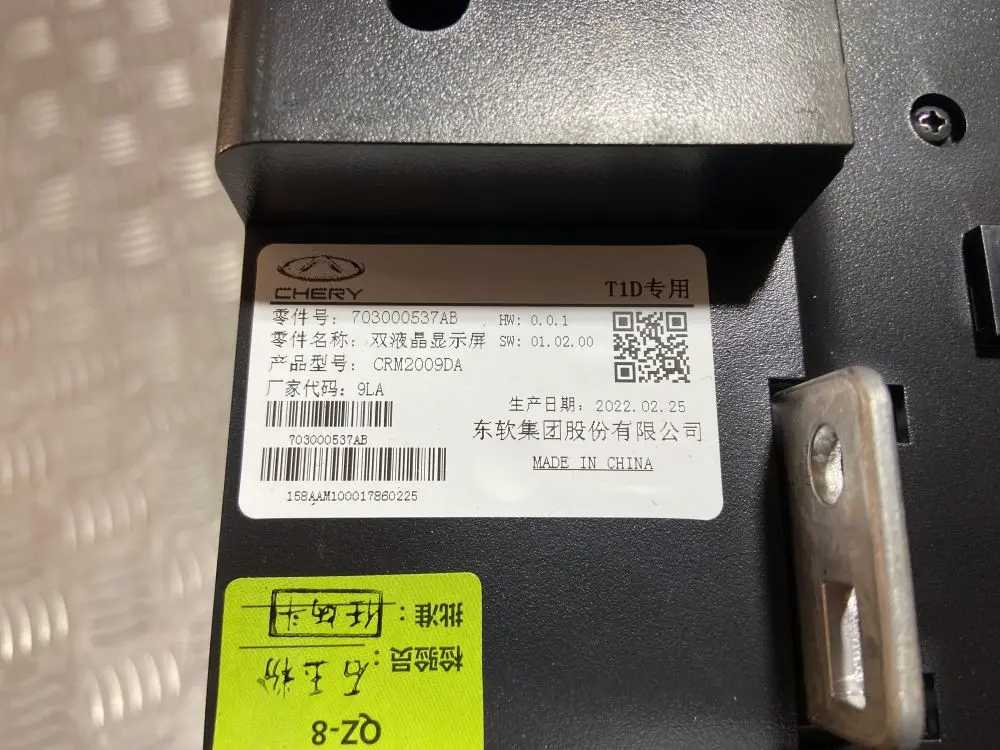 CHERY
T1D专用
零件号: 703000537AB HW: 0.0.1
零件名称: 双液晶显示屏 SW: 01.02.00
产品型号: CRM2009DA
厂家代码: 9LA
生产日期: 2022.02.25
703000537AB
东软集团股份有限公司
MADE IN CHINA
158AAM100017860225
QZ-8
检验员: 石玉粉
批准: